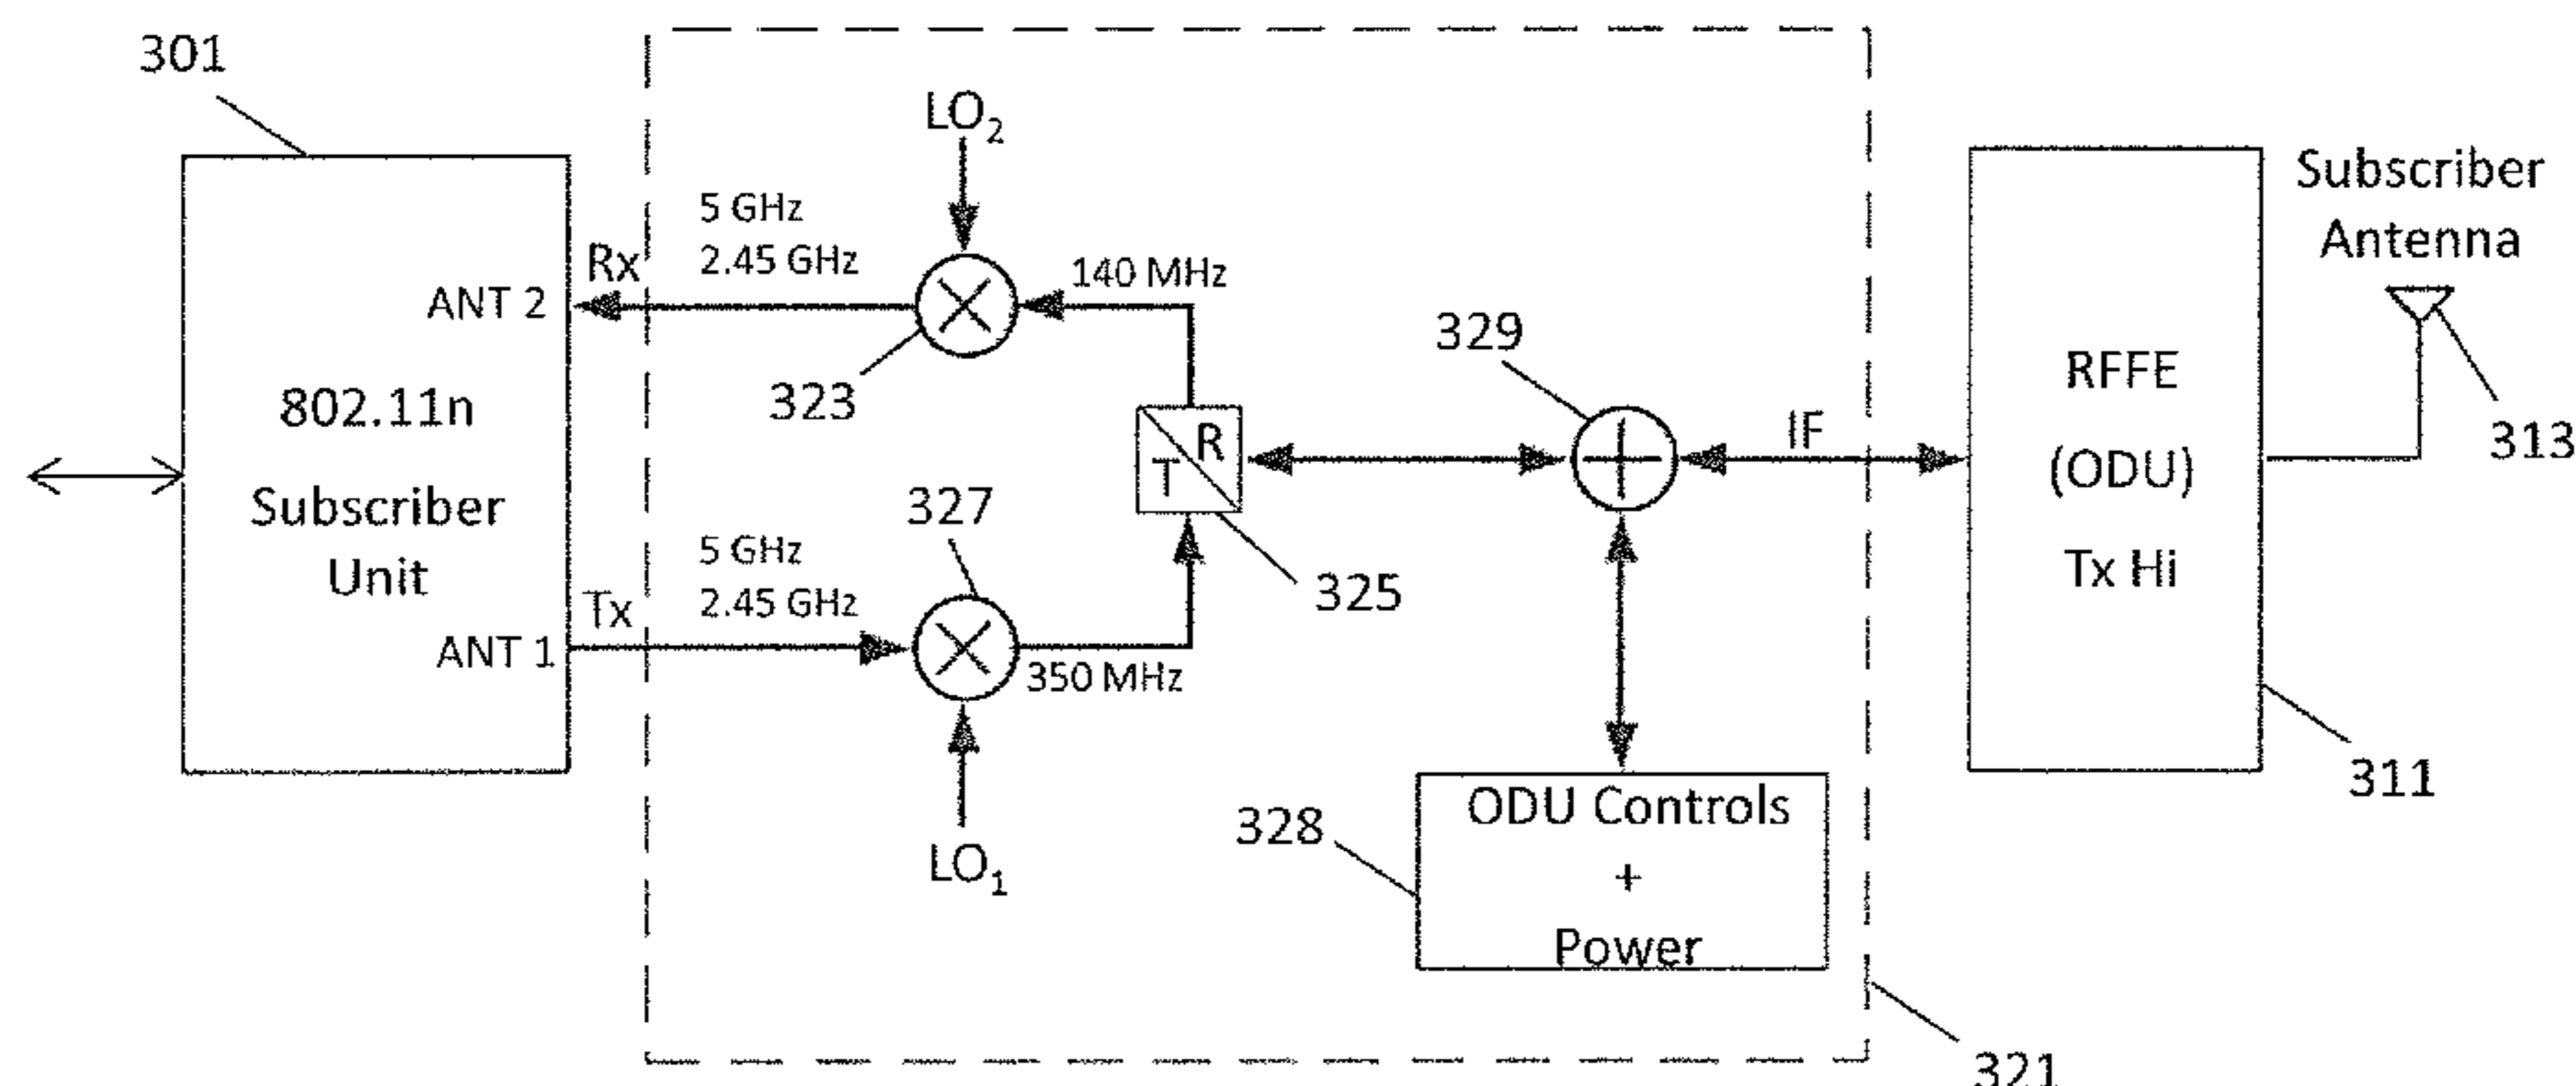 301
LO2
5 GHz
2.45 GHz
Rx
140 MHz
ANT 2
323
329
IF
Subscriber
Antenna
313
802.11n
Subscriber
Unit
R
T
325
RFFE
(ODU)
Tx Hi
327
5 GHz
2.45 GHz
Tx
ANT 1
350 MHz
LO1
328
ODU Controls
+
Power
311
321